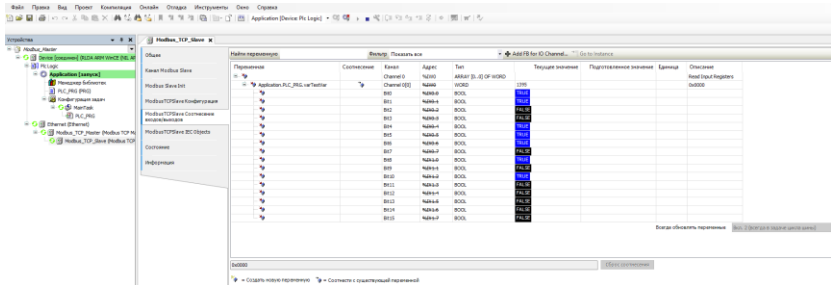 Файл Правка Вид Проект Компиляция Онлайн Отладка Инструменты Окно Справка
Application [Device: Plc Logic]
Устройства
Modbus_TCP_Slave x
Modbus_Master
Device [соединен]
Plc Logic
Application [запуск]
Менеджер библиотек
PLC_PRG (PRG)
Конфигурация задач
MainTask
PLC_PRG
Ethernet (Ethernet)
Modbus_TCP_Master (Modbus TCP Ma
Modbus_TCP_Slave (Modbus TCP
Общее
Канал Modbus Slave
Modbus Slave Init
ModbusTCPSlave Конфигурация
ModbusTCPSlave Соотнесение входов/выходов
ModbusTCPSlave IEC Objects
Состояние
Информация
Найти переменную Фильтр Показать все Add FB for IO Channel... Go to Instance
Переменная Соотнесение Канал Адрес Тип Текущее значение Подготовленное значение Единица Описание
Channel 0 %IW0 ARRAY [0..0] OF WORD Read Input Registers
Application.PLC_PRG.varTestVar Channel 0[0] %IW0 WORD 0x0000
Bit0 %IX0.0 BOOL TRUE
Bit1 %IX0.1 BOOL TRUE
Bit2 %IX0.2 BOOL FALSE
Bit3 %IX0.3 BOOL FALSE
Bit4 %IX0.4 BOOL TRUE
Bit5 %IX0.5 BOOL TRUE
Bit6 %IX0.6 BOOL TRUE
Bit7 %IX0.7 BOOL FALSE
Bit8 %IX1.0 BOOL TRUE
Bit9 %IX1.1 BOOL FALSE
Bit10 %IX1.2 BOOL TRUE
Bit11 %IX1.3 BOOL FALSE
Bit12 %IX1.4 BOOL FALSE
Bit13 %IX1.5 BOOL FALSE
Bit14 %IX1.6 BOOL FALSE
Bit15 %IX1.7 BOOL FALSE
Всегда обновлять переменные
0x0000
= Создать новую переменную = Соотнести с существующей переменной